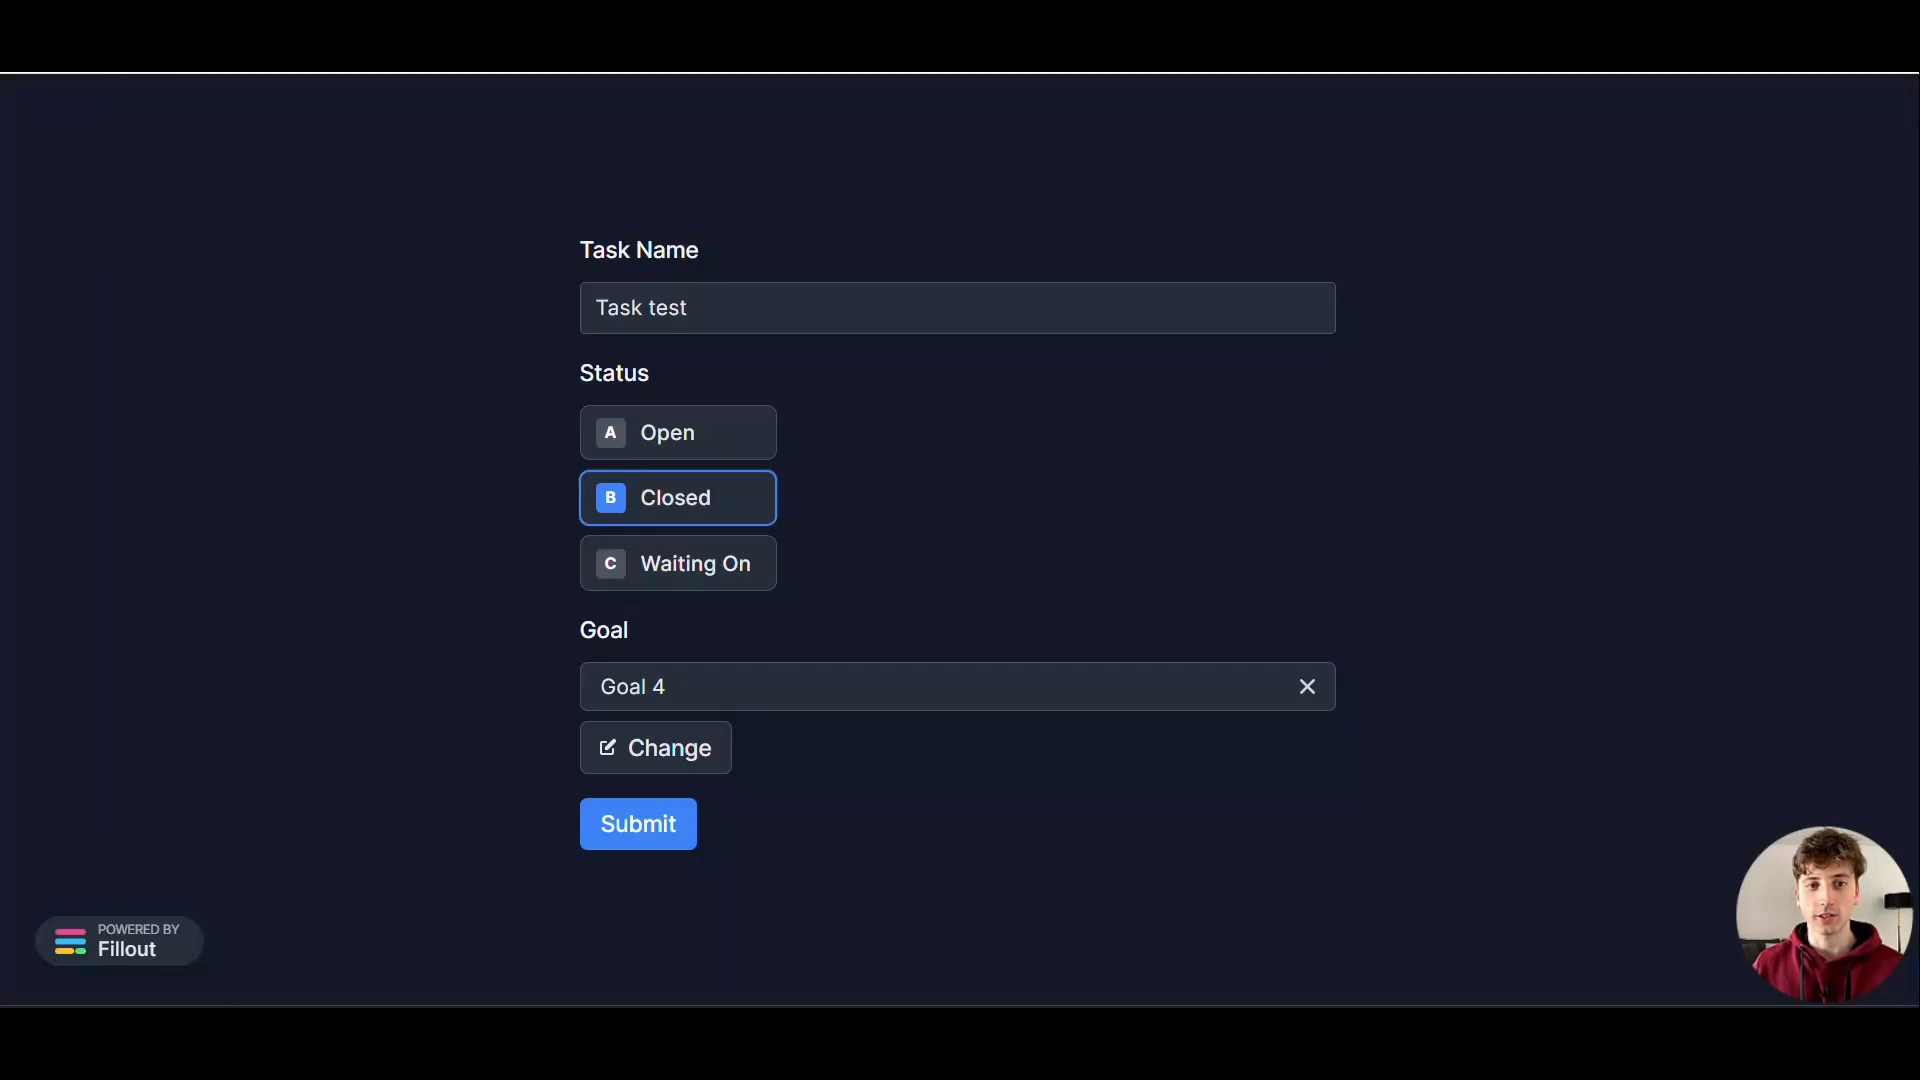 Task Name
Task test
Status
A Open
B Closed
C Waiting On
Goal
Goal 4
Change
Submit
POWERED BY
Fillout